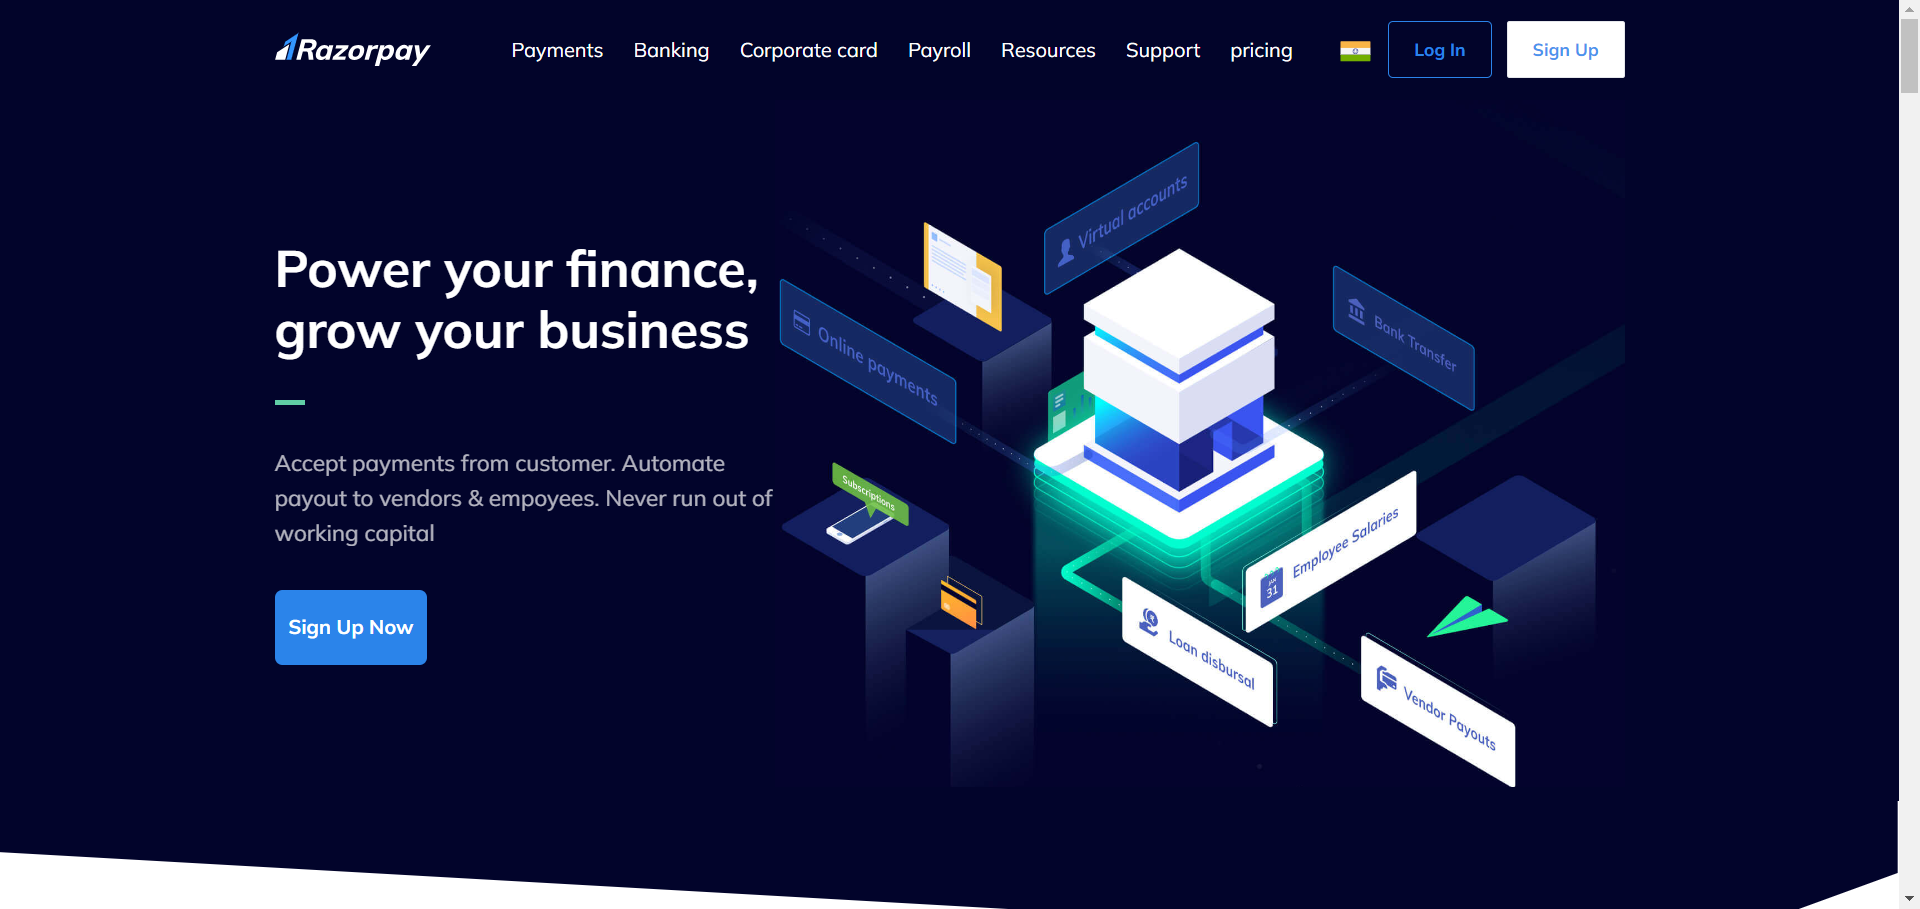 Razorpay
Payments
Banking
Corporate card
Payroll
Resources
Support
pricing
Log In
Sign Up
Power your finance,
grow your business
Accept payments from customer. Automate
payout to vendors & empoyees. Never run out of
working capital
Sign Up Now
Virtual accounts
Bank Transfer
Online payments
Subscriptions
Employee Salaries
JAN
31
Loan disbursal
Vendor Payouts